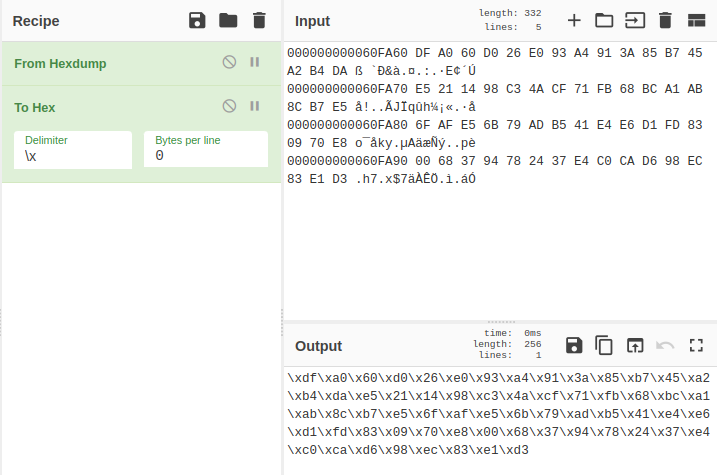 Recipe
From Hexdump
To Hex
Delimiter
\x
Bytes per line
0
Input
length: 332
lines: 5
000000000060FA60 DF A0 60 D0 26 E0 93 A4 91 3A 85 B7 45
A2 B4 DA ß `Ð&à.¤.:.·E¢´Ú
000000000060FA70 E5 21 14 98 C3 4A CF 71 FB 68 BC A1 AB
8C B7 E5 å!..ÃJÏqûh¼¡«.·å
000000000060FA80 6F AF E5 6B 79 AD B5 41 E4 E6 D1 FD 83
09 70 E8 o¯åky.µAäæÑý..pè
000000000060FA90 00 68 37 94 78 24 37 E4 C0 CA D6 98 EC
83 E1 D3 .h7.x$7äÀÊÖ.ì.áÓ
Output
time: 0ms
length: 256
lines: 1
\xdf\xa0\x60\xd0\x26\xe0\x93\xa4\x91\x3a\x85\xb7\x45\xa2
\xb4\xda\xe5\x21\x14\x98\xc3\x4a\xcf\x71\xfb\x68\xbc\xa1
\xab\x8c\xb7\xe5\x6f\xaf\xe5\x6b\x79\xad\xb5\x41\xe4\xe6
\xd1\xfd\x83\x09\x70\xe8\x00\x68\x37\x94\x78\x24\x37\xe4
\xc0\xca\xd6\x98\xec\x83\xe1\xd3